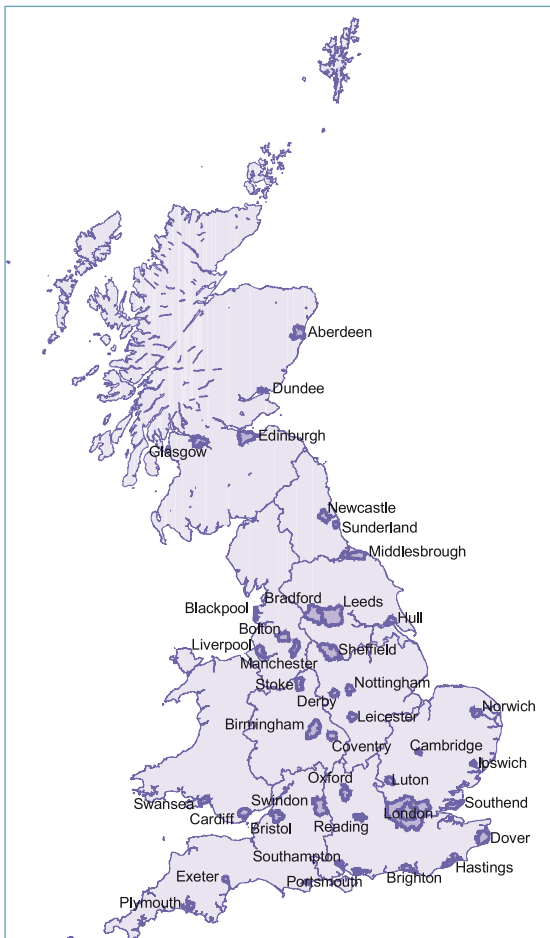 Aberdeen
Dundee
Edinburgh
Glasgow
Newcastle
Sunderland
Middlesbrough
Bradford
Leeds
Blackpool
Hull
Bolton
Liverpool
Sheffield
Manchester
Stoke
Nottingham
Derby
Norwich
Leicester
Birmingham
Coventry
Cambridge
Ipswich
Oxford
Luton
Swansea
Swindon
Southend
Cardiff
London
Bristol
Reading
Dover
Southampton
Hastings
Exeter
Portsmouth
Brighton
Plymouth